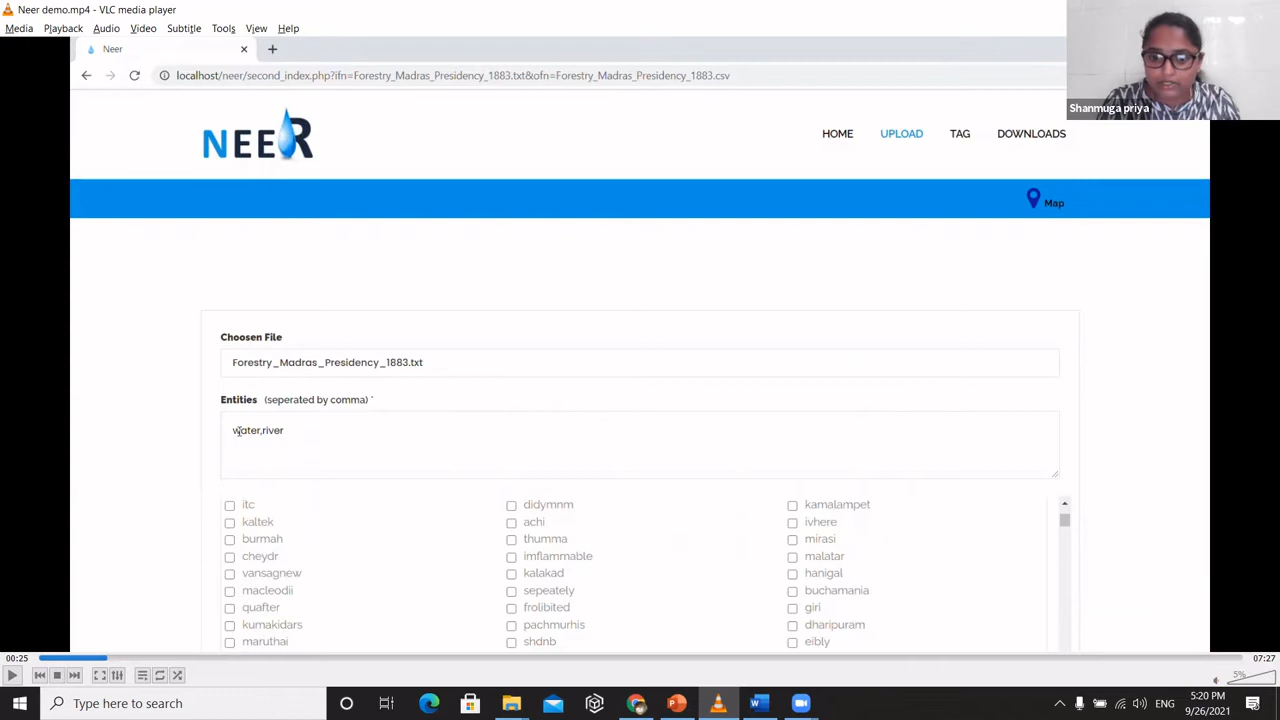 Neer demo.mp4 - VLC media player
Media Playback Audio Video Subtitle Tools View Help
Neer
localhost/neer/second_index.php?ifn=Forestry_Madras_Presidency_1883.txt&ofn=Forestry_Madras_Presidency_1883.csv
Shanmuga priya
NEER
HOME UPLOAD TAG DOWNLOADS
Map
Choosen File
Forestry_Madras_Presidency_1883.txt
Entities (seperated by comma) *
water,river
itc didymnm kamalampet
kaltek achi ivhere
burmah thumma mirasi
cheydr imflammable malatar
vansagnew kalakad hanigal
macleodii sepeately buchamania
quafter frolibited giri
kumakidars pachmurhis dharipuram
maruthai shdnb eibly
00:25 07:27
5%
Type here to search
ENG
5:20 PM
9/26/2021